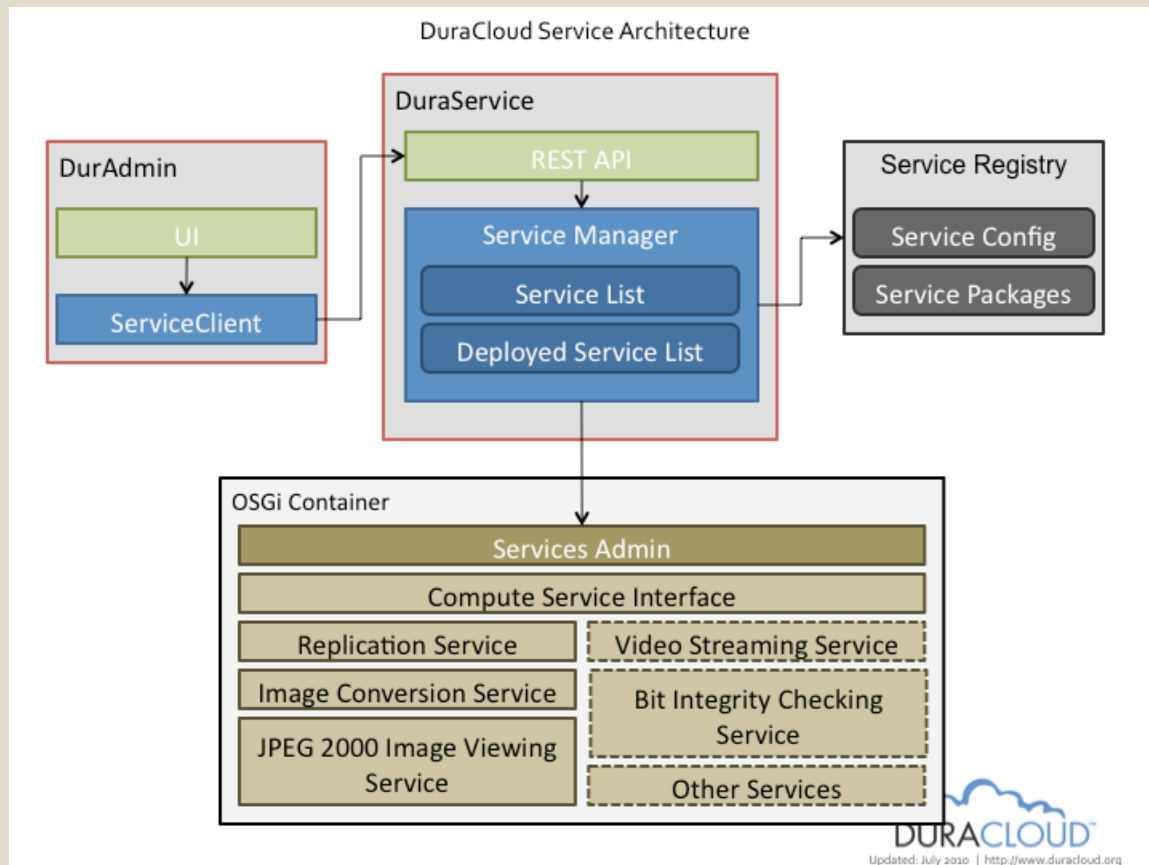 DuraCloud Service Architecture
DurAdmin
UI
ServiceClient
DuraService
REST API
Service Manager
Service List
Deployed Service List
Service Registry
Service Config
Service Packages
OSGi Container
Services Admin
Compute Service Interface
Replication Service
Image Conversion Service
JPEG 2000 Image Viewing
Service
Video Streaming Service
Bit Integrity Checking
Service
Other Services
DURACLOUD™
Updated: July 2010 | http://www.duracloud.org